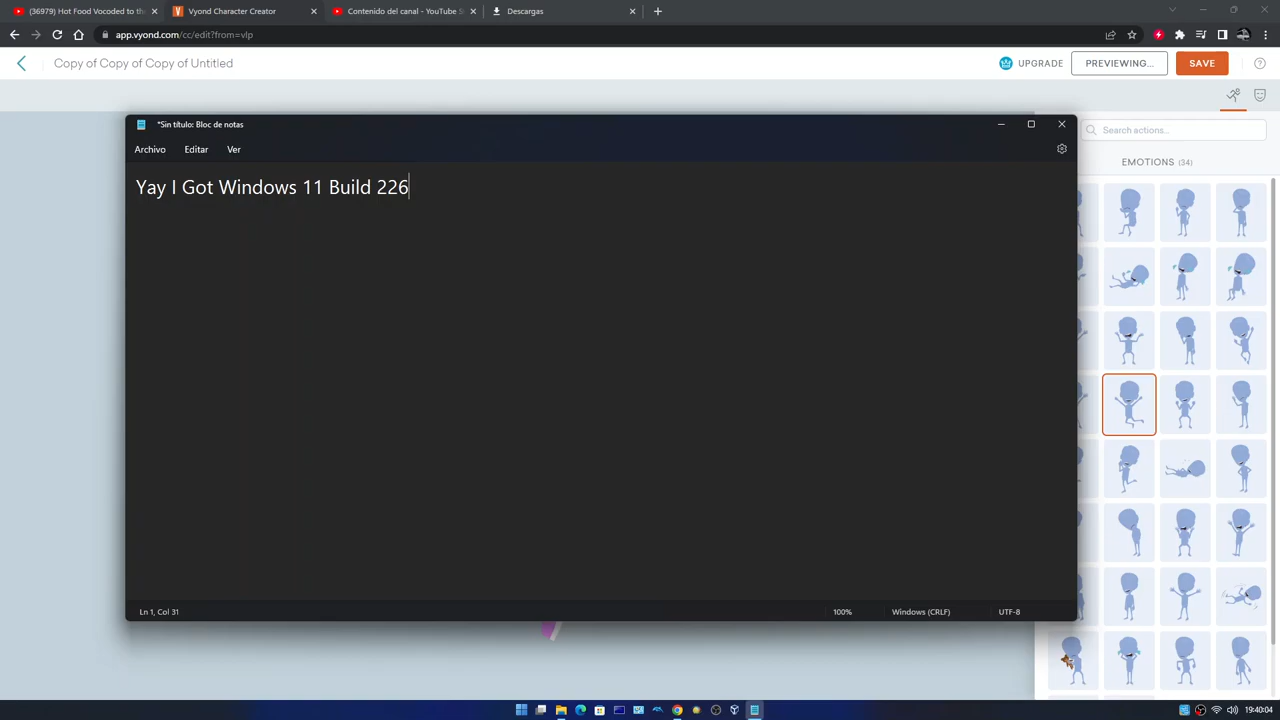 (36979) Hot Food Vocoded to the
Vyond Character Creator
Contenido del canal - YouTube S
Descargas
app.vyond.com/cc/edit?from=vlp
Copy of Copy of Copy of Untitled
UPGRADE
PREVIEWING...
SAVE
*Sin título: Bloc de notas
Archivo Editar Ver
Search actions...
EMOTIONS (34)
Yay I Got Windows 11 Build 226
Ln 1, Col 31
100%
Windows (CRLF)
UTF-8
19:40:04